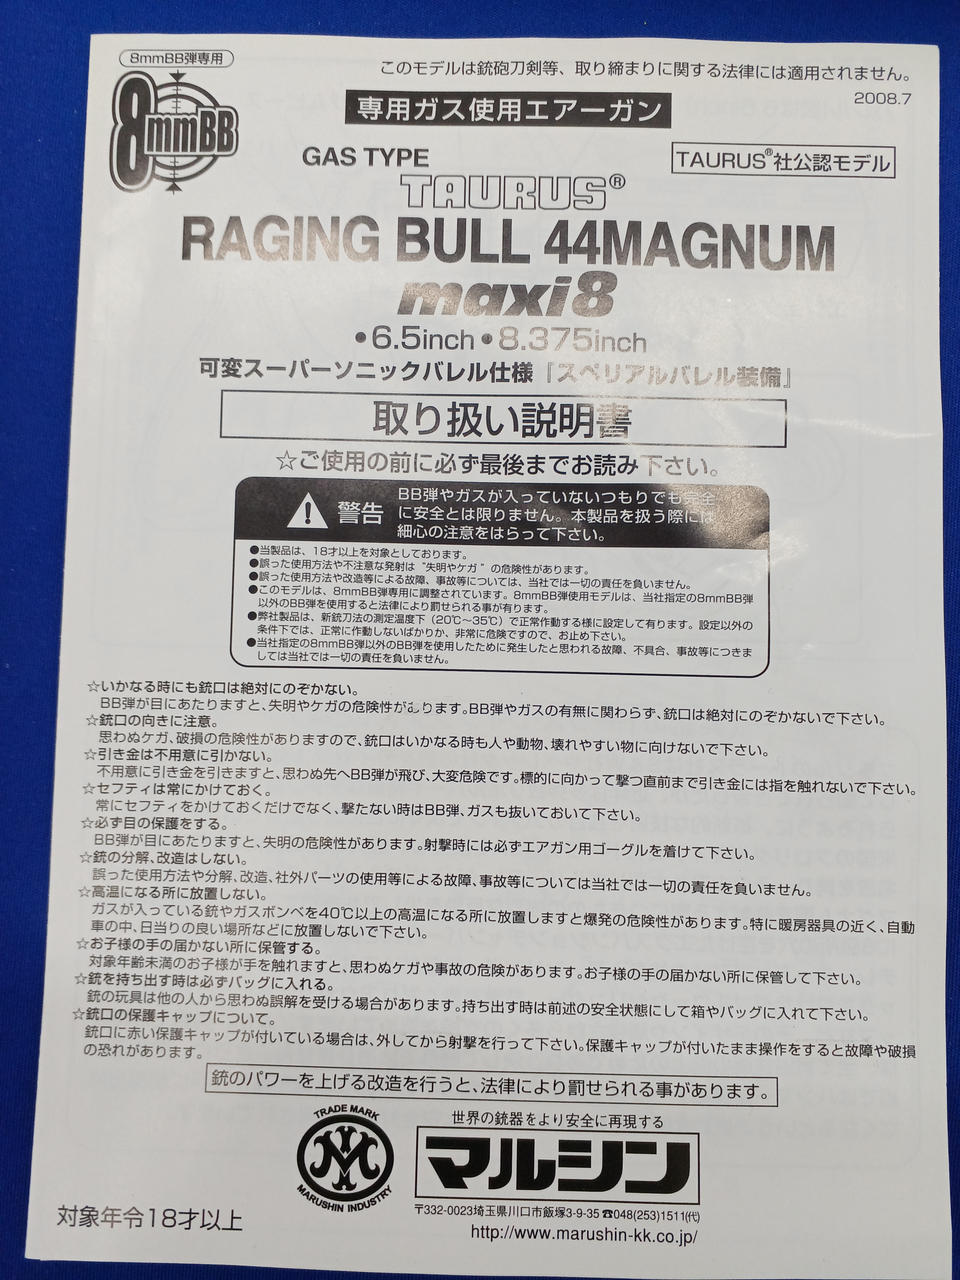 8mmBB弾専用
8mmBB
このモデルは銃砲刀剣等、取り締まりに関する法律には適用されません。
2008.7
専用ガス使用エアーガン
GAS TYPE
TAURUS®社公認モデル
TAURUS®
RAGING BULL 44MAGNUM
maxi8
•6.5inch •8.375inch
可変スーパーソニックバレル仕様『スペリアルバレル装備』
取り扱い説明書
☆ご使用の前に必ず最後までお読み下さい。
警告
BB弾やガスが入っていないつもりでも完全
に安全とは限りません。本製品を扱う際には
細心の注意をはらって下さい。
●当製品は、18才以上を対象としております。
●誤った使用方法や不注意な発射は“失明やケガ”の危険性があります。
●誤った使用方法や改造等による故障、事故等については、当社では一切の責任を負いません。
●このモデルは、8mmBB弾専用に調整されています。8mmBB弾使用モデルは、当社指定の8mmBB弾
以外のBB弾を使用すると法律により罰せられる事が有ります。
●弊社製品は、新銃刀法の測定温度下（20℃〜35℃）で正常作動する様に設定して有ります。設定以外の
条件下では、正常に作動しないばかりか、非常に危険ですので、お止め下さい。
●当社指定の8mmBB弾以外のBB弾を使用したために発生したと思われる故障、不具合、事故等につきま
しては当社では一切の責任を負いません。
☆いかなる時にも銃口は絶対にのぞかない。
BB弾が目にあたりますと、失明やケガの危険性があります。BB弾やガスの有無に関わらず、銃口は絶対にのぞかないで下さい。
☆銃口の向きに注意。
思わぬケガ、破損の危険性がありますので、銃口はいかなる時も人や動物、壊れやすい物に向けないで下さい。
☆引き金は不用意に引かない。
不用意に引き金を引きますと、思わぬ先へBB弾が飛び、大変危険です。標的に向かって撃つ直前まで引き金には指を触れないで下さい。
☆セフティは常にかけておく。
常にセフティをかけておくだけでなく、撃たない時はBB弾、ガスも抜いておいて下さい。
☆必ず目の保護をする。
BB弾が目にあたりますと、失明の危険性があります。射撃時には必ずエアガン用ゴーグルを着けて下さい。
☆銃の分解、改造はしない。
誤った使用方法や分解、改造、社外パーツの使用等による故障、事故等については当社では一切の責任を負いません。
☆高温になる所に放置しない。
ガスが入っている銃やガスボンベを40℃以上の高温になる所に放置しますと爆発の危険性があります。特に暖房器具の近く、自動
車の中、日当りの良い場所などに放置しないで下さい。
☆お子様の手の届かない所に保管する。
対象年齢未満のお子様が手を触れますと、思わぬケガや事故の危険があります。お子様の手の届かない所に保管して下さい。
☆銃を持ち出す時は必ずバッグに入れる。
銃の玩具は他の人から思わぬ誤解を受ける場合があります。持ち出す時は前述の安全状態にして箱やバッグに入れて下さい。
☆銃口の保護キャップについて。
銃口に赤い保護キャップが付いている場合は、外してから射撃を行って下さい。保護キャップが付いたまま操作をすると故障や破損
の恐れがあります。
銃のパワーを上げる改造を行うと、法律により罰せられる事があります。
TRADE MARK
MARUSHIN INDUSTRY
世界の銃器をより安全に再現する
マルシン
〒332-0023埼玉県川口市飯塚3-9-35 ☎048(253)1511(代)
http://www.marushin-kk.co.jp/
対象年令18才以上